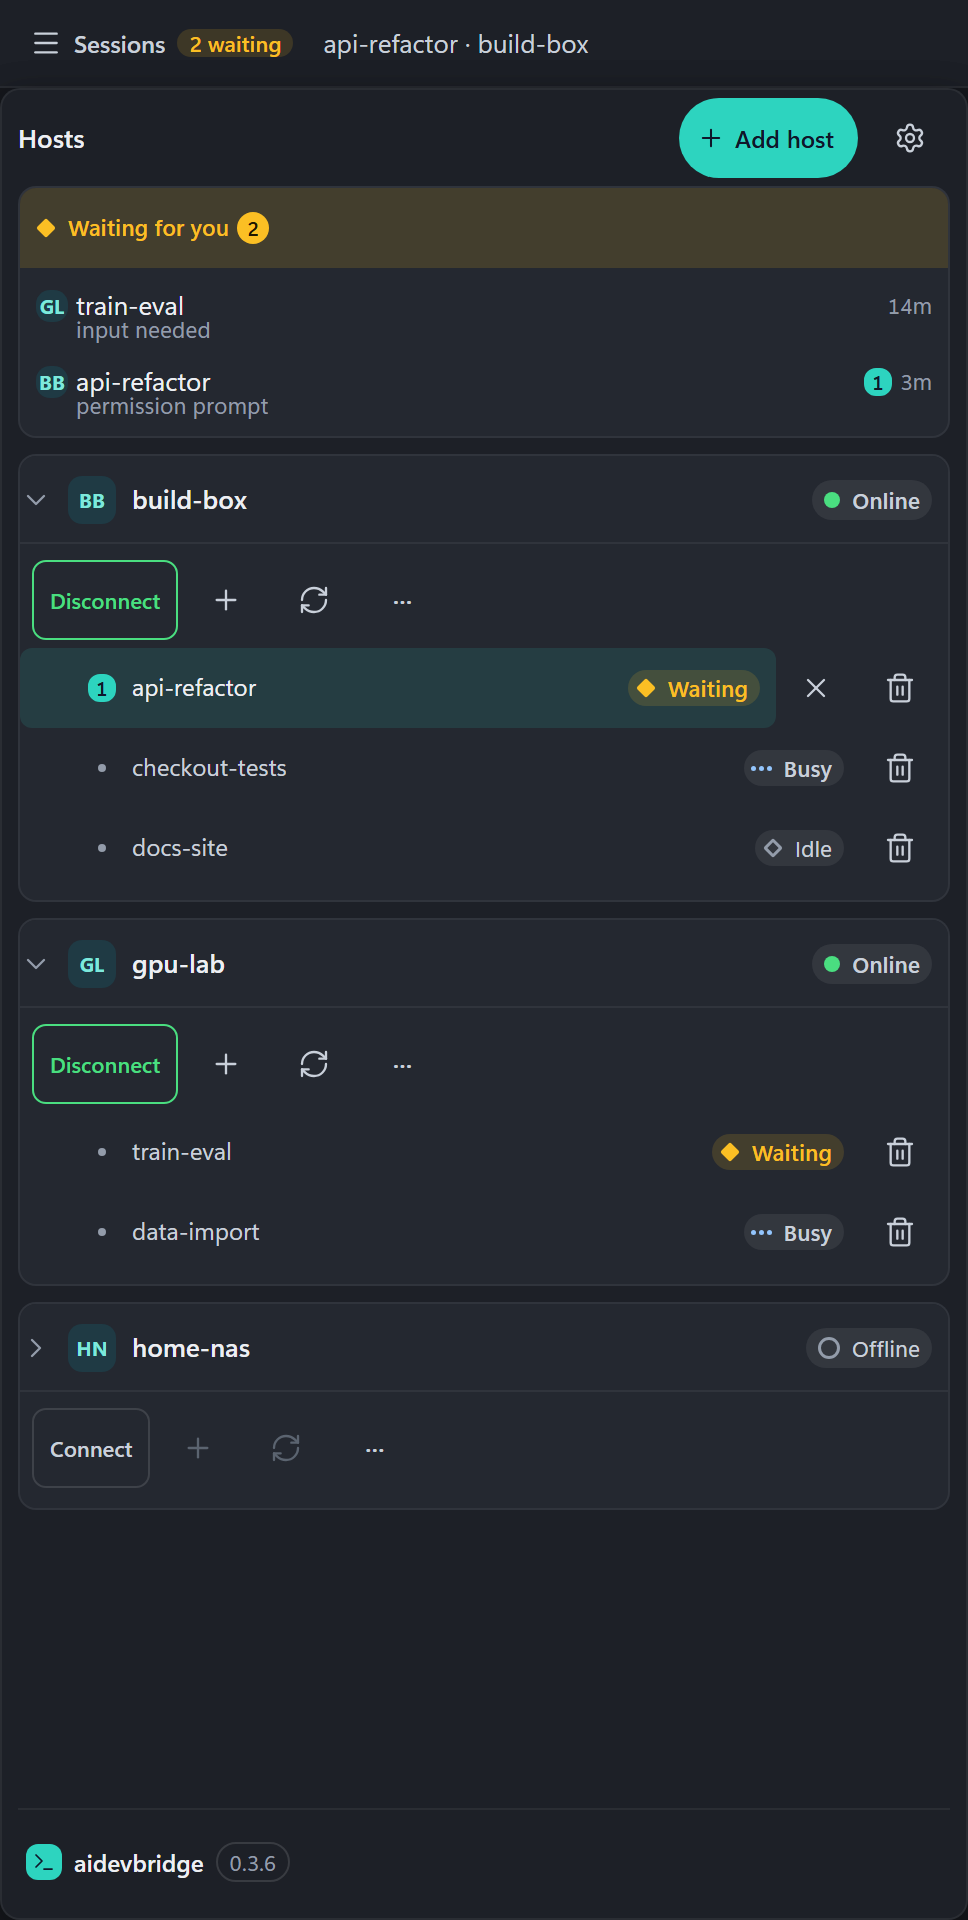 Sessions 2 waiting api-refactor · build-box
Hosts + Add host
Waiting for you 2
GL train-eval 14m
input needed
BB api-refactor 1 3m
permission prompt
BB build-box Online
Disconnect + ...
1 api-refactor Waiting
checkout-tests Busy
docs-site Idle
GL gpu-lab Online
Disconnect + ...
train-eval Waiting
data-import Busy
HN home-nas Offline
Connect + ...
>_ aidevbridge 0.3.6